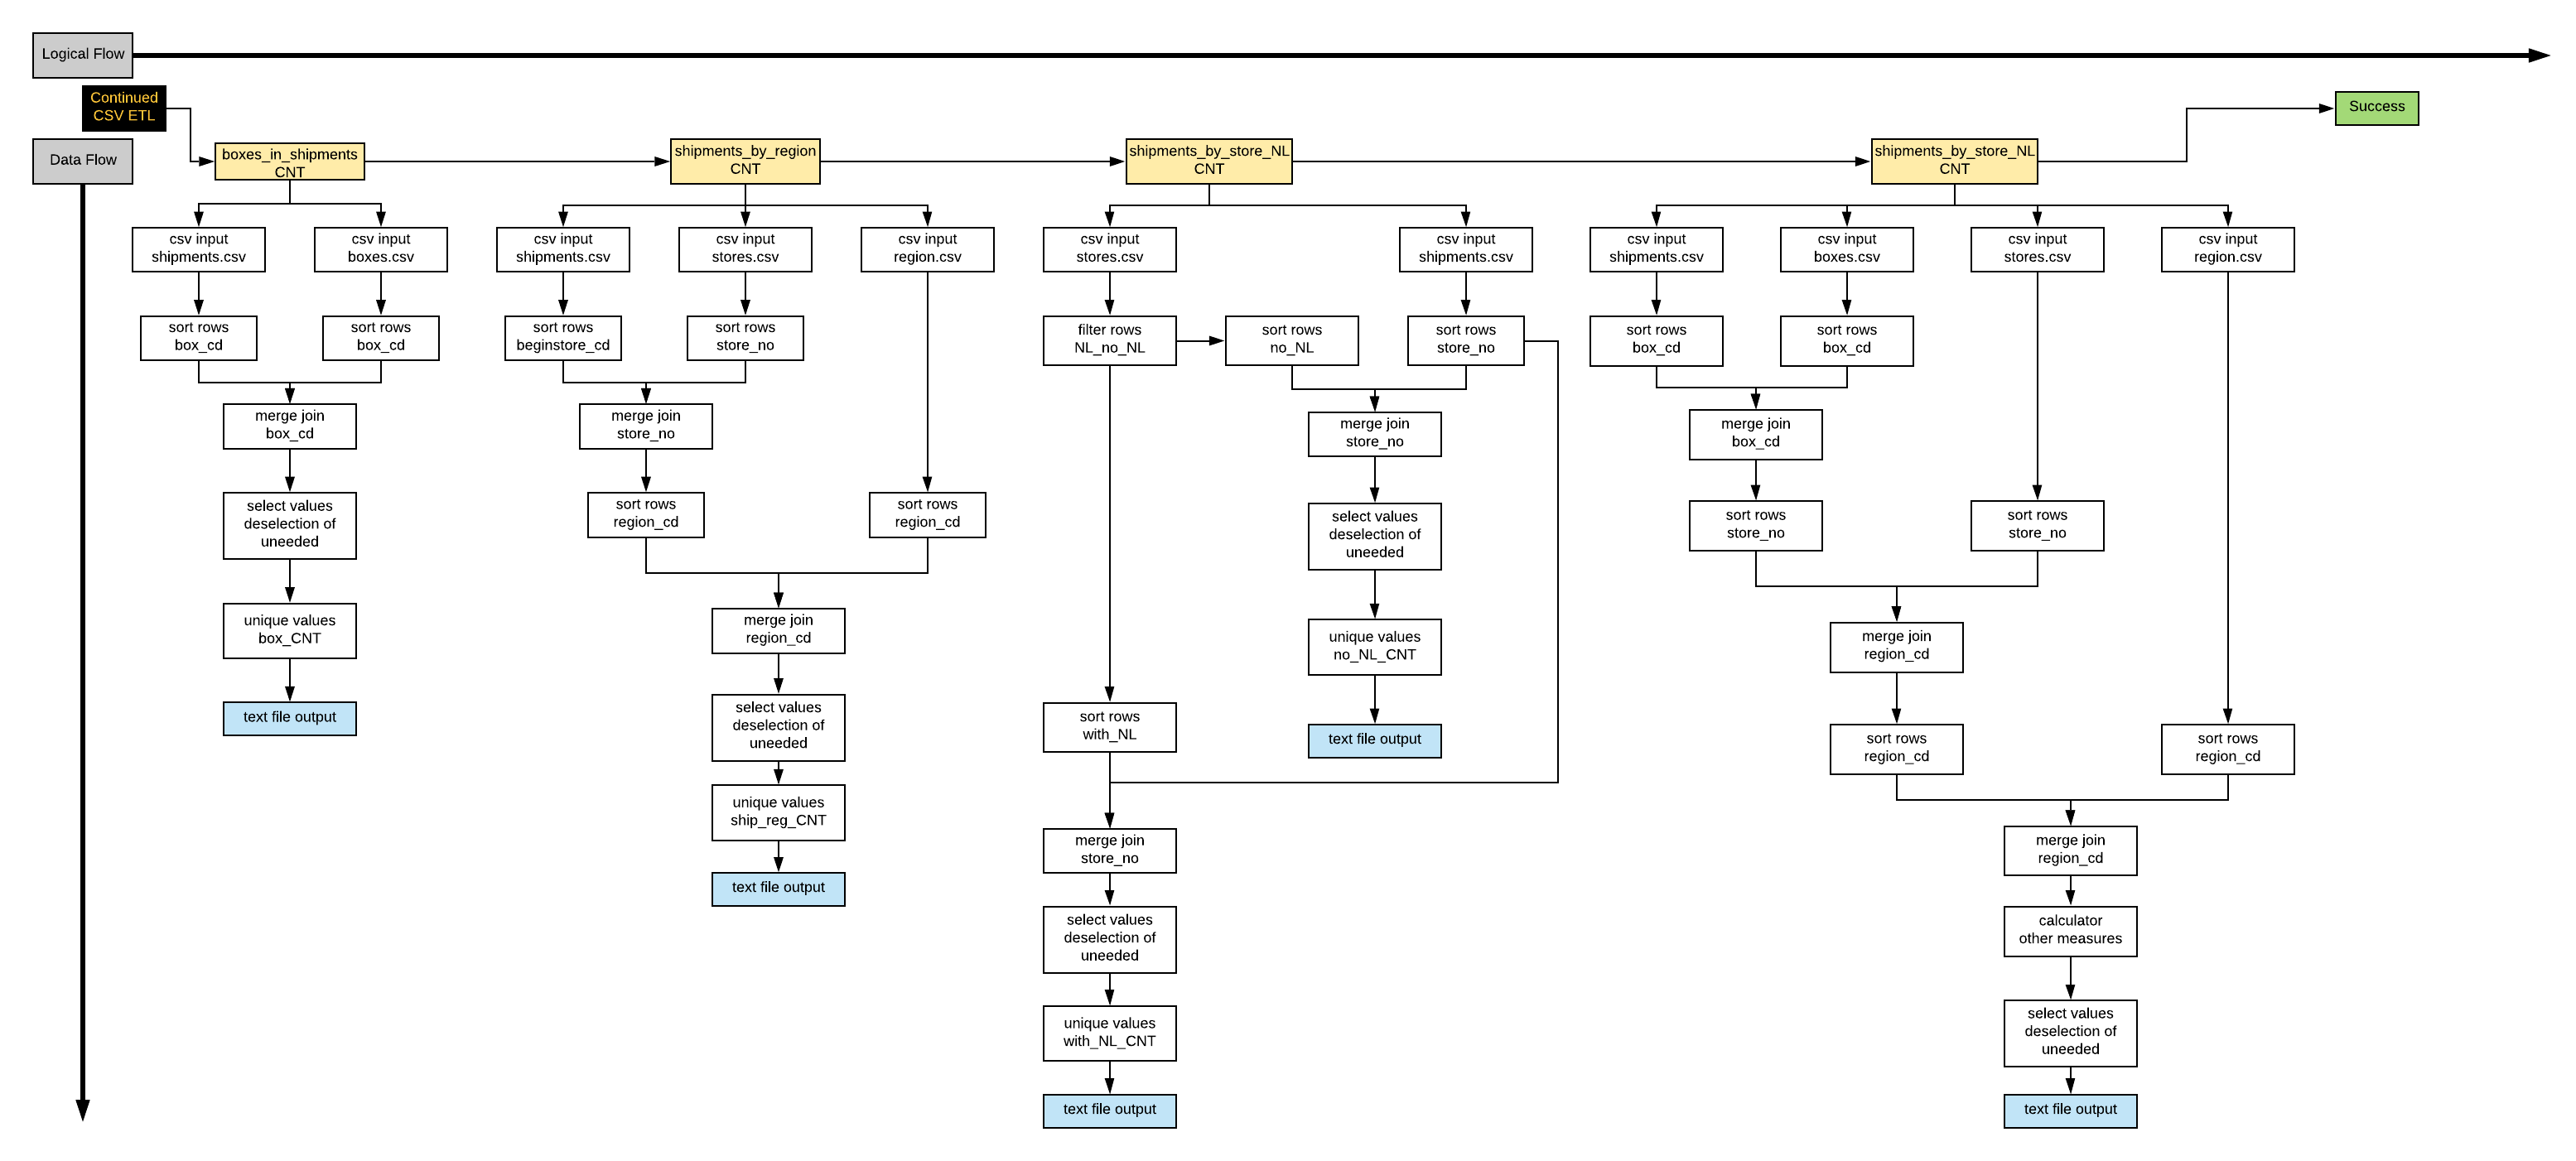 Logical Flow
Continued
CSV ETL
Success
Data Flow
boxes_in_shipments
CNT
shipments_by_region
CNT
shipments_by_store_NL
CNT
shipments_by_store_NL
CNT
csv input
shipments.csv
csv input
boxes.csv
csv input
shipments.csv
csv input
stores.csv
csv input
region.csv
csv input
stores.csv
csv input
shipments.csv
csv input
shipments.csv
csv input
boxes.csv
csv input
stores.csv
csv input
region.csv
sort rows
box_cd
sort rows
box_cd
sort rows
beginstore_cd
sort rows
store_no
filter rows
NL_no_NL
sort rows
no_NL
sort rows
store_no
sort rows
box_cd
sort rows
box_cd
merge join
box_cd
merge join
store_no
merge join
store_no
merge join
box_cd
select values
deselection of
uneeded
sort rows
region_cd
sort rows
region_cd
select values
deselection of
uneeded
sort rows
store_no
sort rows
store_no
unique values
box_CNT
merge join
region_cd
unique values
no_NL_CNT
merge join
region_cd
text file output
select values
deselection of
uneeded
sort rows
with_NL
text file output
sort rows
region_cd
sort rows
region_cd
unique values
ship_reg_CNT
merge join
store_no
merge join
region_cd
text file output
select values
deselection of
uneeded
calculator
other measures
unique values
with_NL_CNT
select values
deselection of
uneeded
text file output
text file output